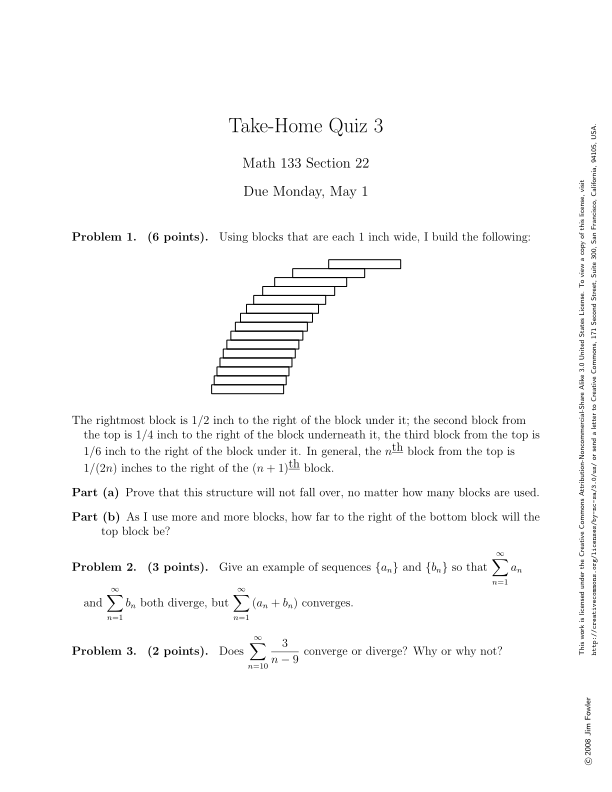 Take-Home Quiz 3
Math 133 Section 22
Due Monday, May 1
Problem 1. (6 points). Using blocks that are each 1 inch wide, I build the following:
The rightmost block is 1/2 inch to the right of the block under it; the second block from
the top is 1/4 inch to the right of the block underneath it, the third block from the top is
1/6 inch to the right of the block under it. In general, the nth block from the top is
1/(2n) inches to the right of the (n + 1)th block.
Part (a) Prove that this structure will not fall over, no matter how many blocks are used.
Part (b) As I use more and more blocks, how far to the right of the bottom block will the
top block be?
Problem 2. (3 points). Give an example of sequences {a_n} and {b_n} so that ∑_{n=1}^{∞} a_n
and ∑_{n=1}^{∞} b_n both diverge, but ∑_{n=1}^{∞} (a_n + b_n) converges.
Problem 3. (2 points). Does ∑_{n=10}^{∞} 3/(n − 9) converge or diverge? Why or why not?
This work is licensed under the Creative Commons Attribution-Noncommercial-Share Alike 3.0 United States License. To view a copy of this license, visit
http://creativecommons.org/licenses/by-nc-sa/3.0/us/ or send a letter to Creative Commons, 171 Second Street, Suite 300, San Francisco, California, 94105, USA.
© 2008 Jim Fowler